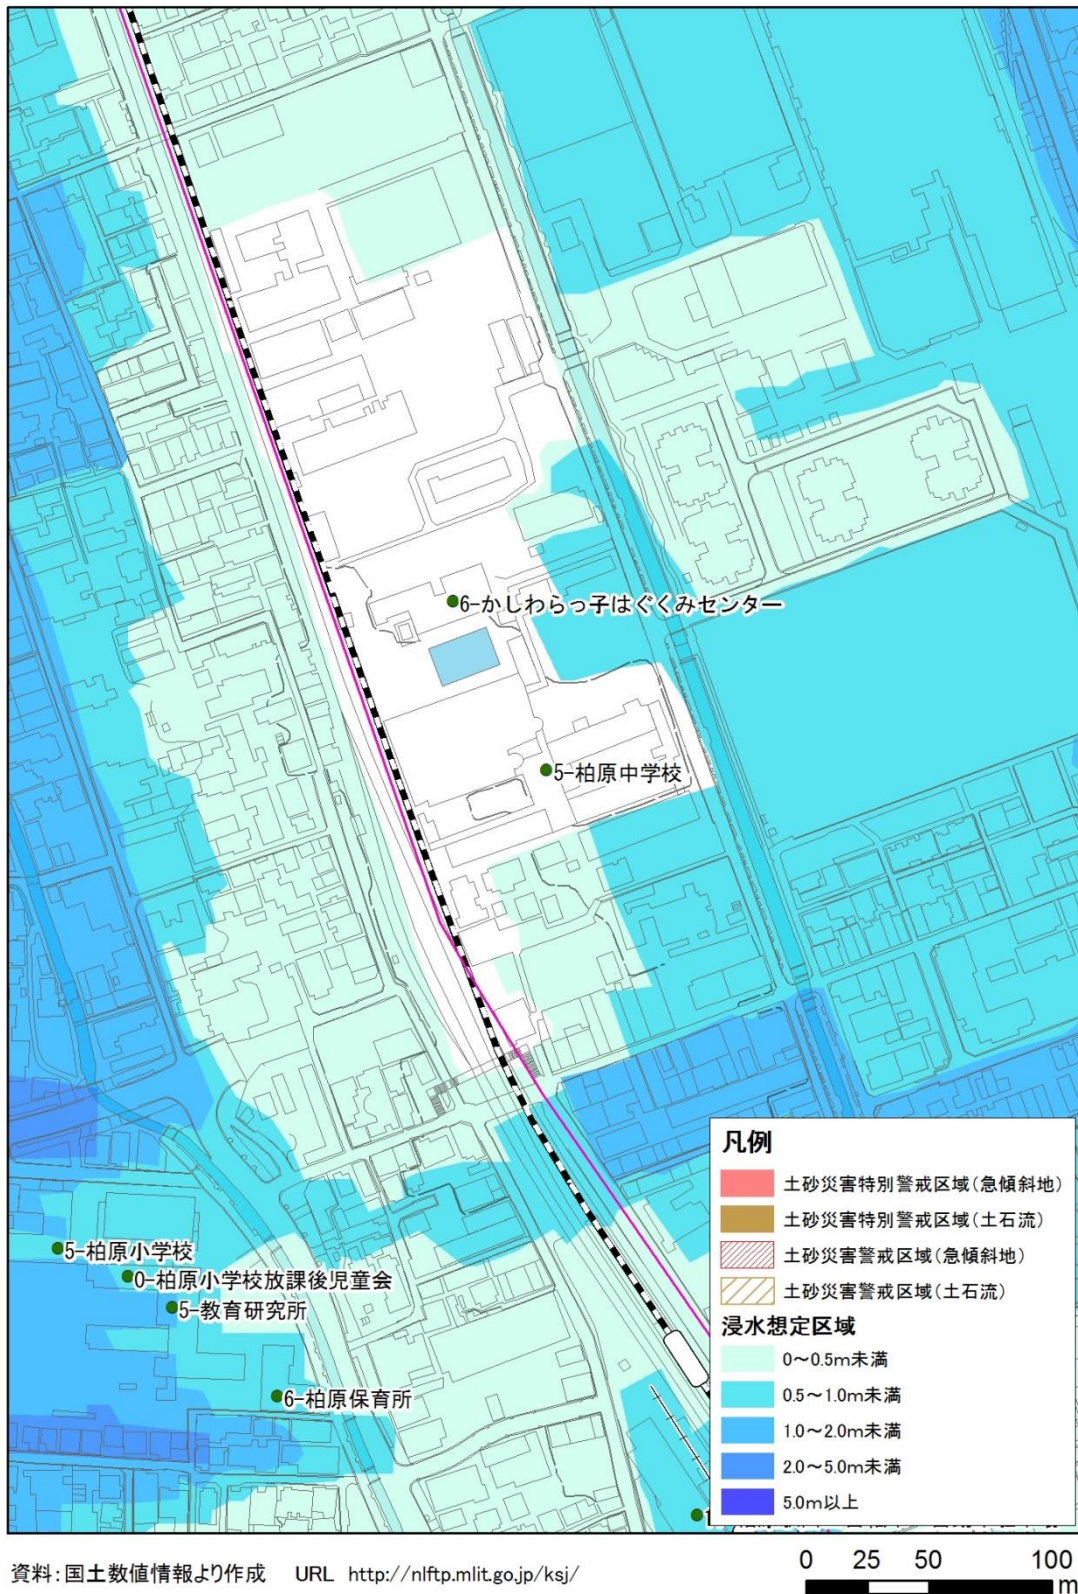 6-かしわらっ子はぐくみセンター
5-柏原中学校
5-柏原小学校
0-柏原小学校放課後児童会
5-教育研究所
6-柏原保育所
凡例
土砂災害特別警戒区域(急傾斜地)
土砂災害特別警戒区域(土石流)
土砂災害警戒区域(急傾斜地)
土砂災害警戒区域(土石流)
浸水想定区域
0～0.5m未満
0.5～1.0m未満
1.0～2.0m未満
2.0～5.0m未満
5.0m以上
資料:国土数値情報より作成 URL http://nlftp.mlit.go.jp/ksj/
0 25 50 100
m